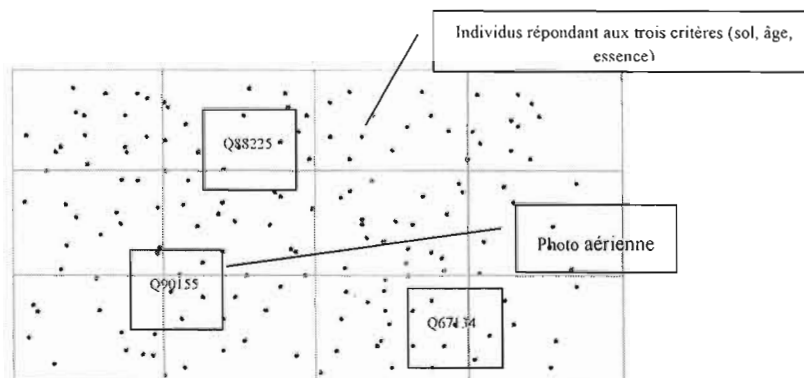 Individus répondant aux trois critères (sol, âge,
essence)
Q88225
Photo aérienne
Q90155
Q67134